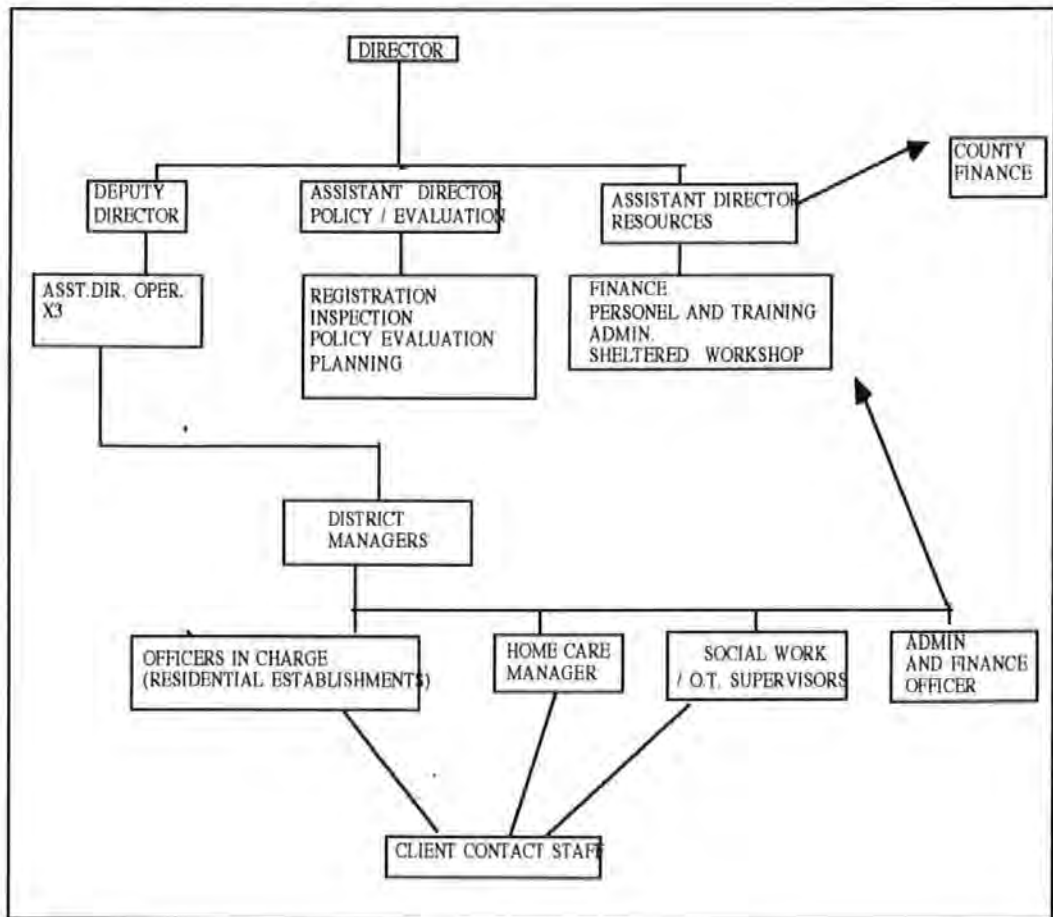 DIRECTOR
COUNTY
FINANCE
DEPUTY
DIRECTOR
ASSISTANT DIRECTOR
POLICY / EVALUATION
ASSISTANT DIRECTOR
RESOURCES
ASST.DIR. OPER.
X3
REGISTRATION
INSPECTION
POLICY EVALUATION
PLANNING
FINANCE
PERSONEL AND TRAINING
ADMIN.
SHELTERED WORKSHOP
DISTRICT
MANAGERS
OFFICERS IN CHARGE
(RESIDENTIAL ESTABLISHMENTS)
HOME CARE
MANAGER
SOCIAL WORK
/ O.T. SUPERVISORS
ADMIN
AND FINANCE
OFFICER
CLIENT CONTACT STAFF